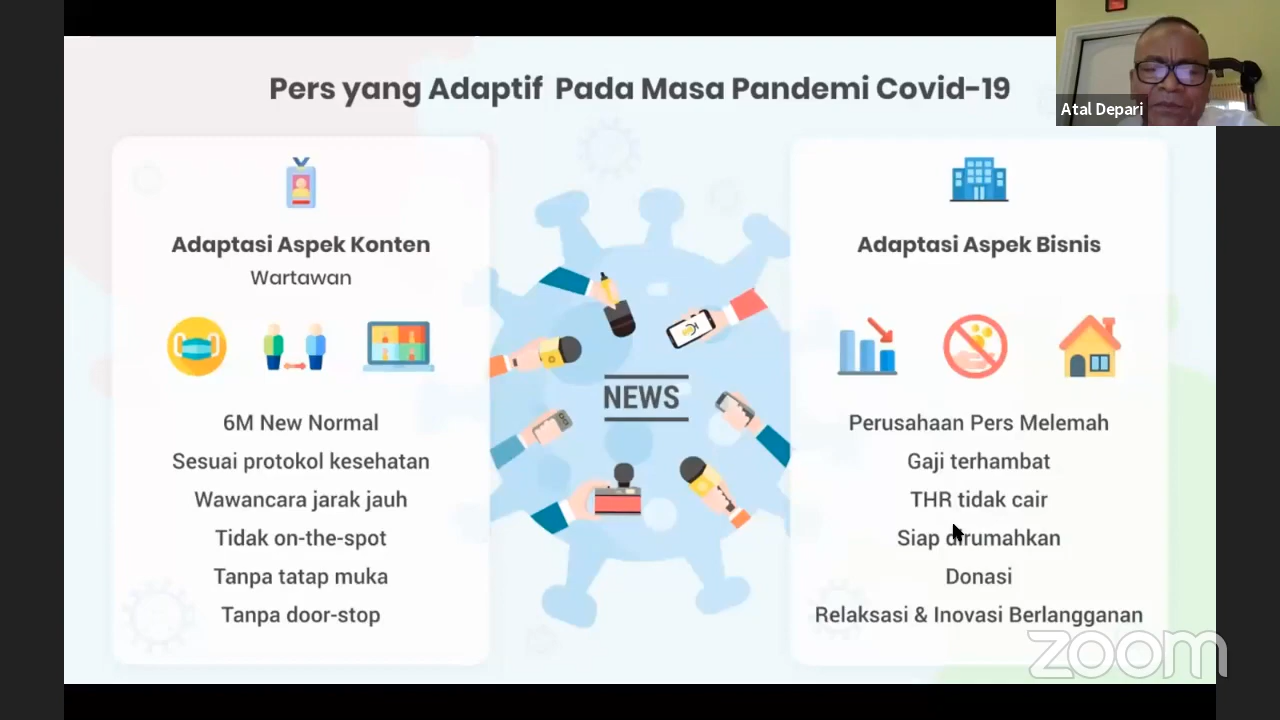 Pers yang Adaptif Pada Masa Pandemi Covid-19
Atal Depari
Adaptasi Aspek Konten
Wartawan
6M New Normal
Sesuai protokol kesehatan
Wawancara jarak jauh
Tidak on-the-spot
Tanpa tatap muka
Tanpa door-stop
NEWS
Adaptasi Aspek Bisnis
Perusahaan Pers Melemah
Gaji terhambat
THR tidak cair
Siap dirumahkan
Donasi
Relaksasi & Inovasi Berlangganan
zoom